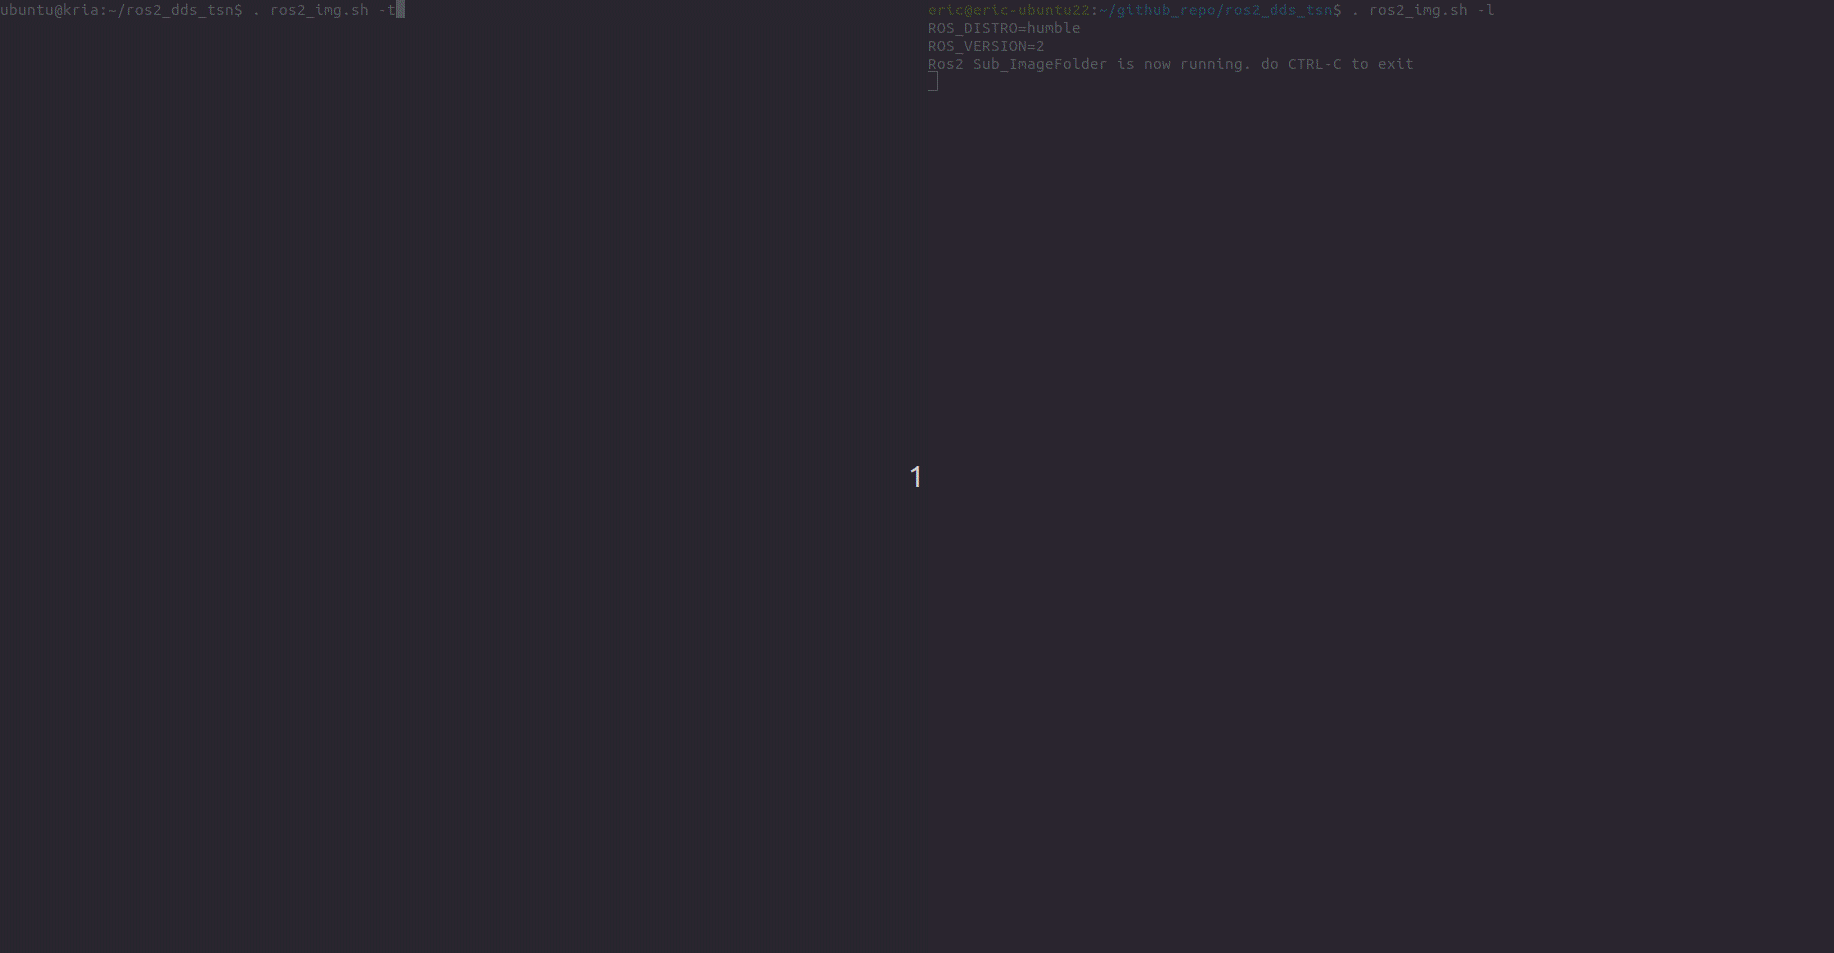 ubuntu@kria:~/ros2_dds_tsn$ . ros2_img.sh -t
eric@eric-ubuntu22:~/github_repo/ros2_dds_tsn$ . ros2_img.sh -l
ROS_DISTRO=humble
ROS_VERSION=2
Ros2 Sub_ImageFolder is now running. do CTRL-C to exit
1